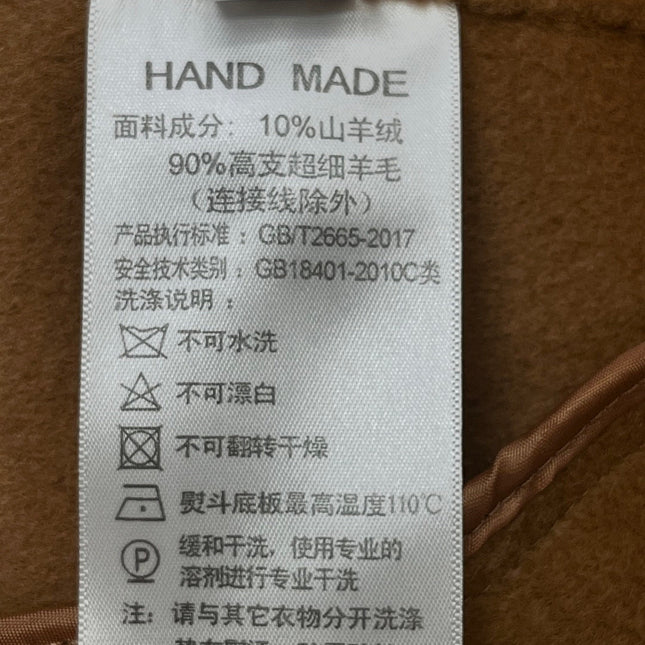 HAND MADE
面料成分: 10%山羊绒
90%高支超细羊毛
(连接线除外)
产品执行标准：GB/T2665-2017
安全技术类别：GB18401-2010C类
洗涤说明：
不可水洗
不可漂白
不可翻转干燥
熨斗底板最高温度110℃
P
缓和干洗，使用专业的
溶剂进行专业干洗
注: 请与其它衣物分开洗涤